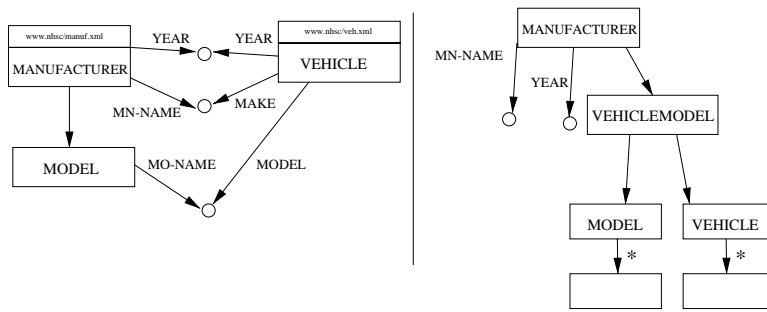 www.nhsc/manuf.xml
MANUFACTURER
YEAR
YEAR
www.nhsc/veh.xml
VEHICLE
MN-NAME
MAKE
MODEL
MO-NAME
MODEL
MANUFACTURER
MN-NAME
YEAR
VEHICLEMODEL
MODEL
VEHICLE
*
*